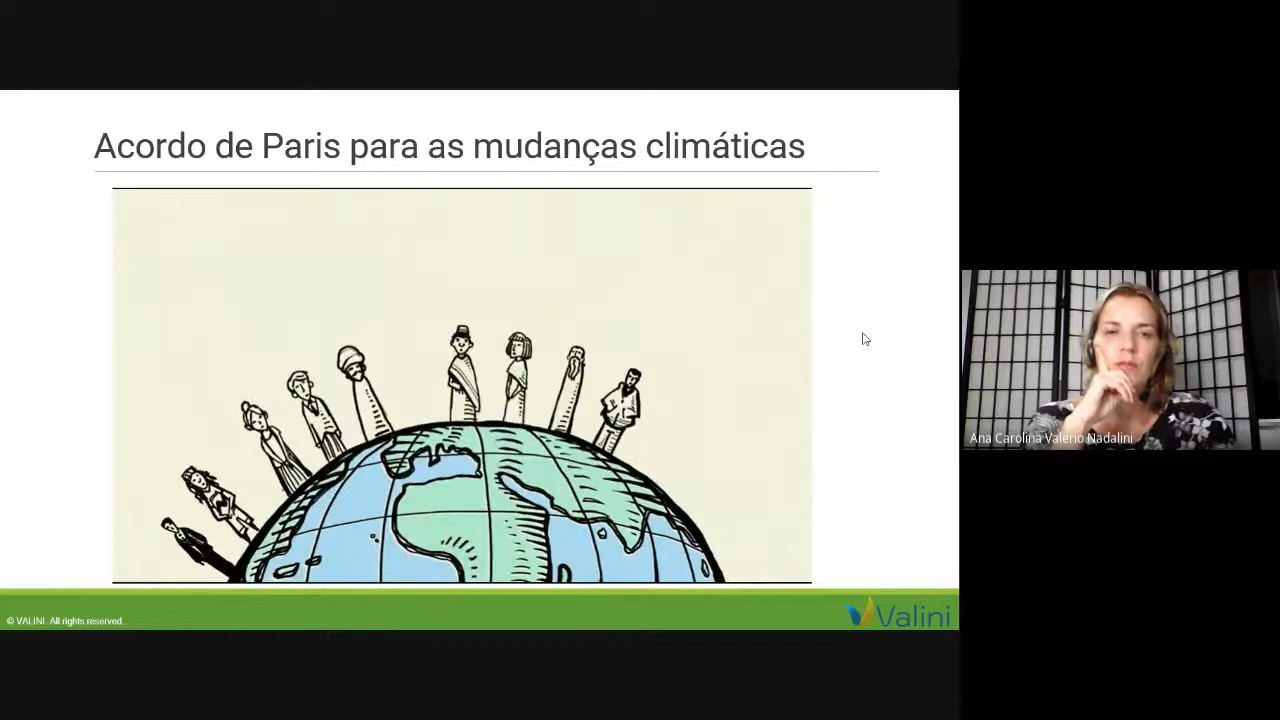 Acordo de Paris para as mudanças climáticas
Ana Carolina Valerio Nadalini
© VALINI. All rights reserved.
Valini